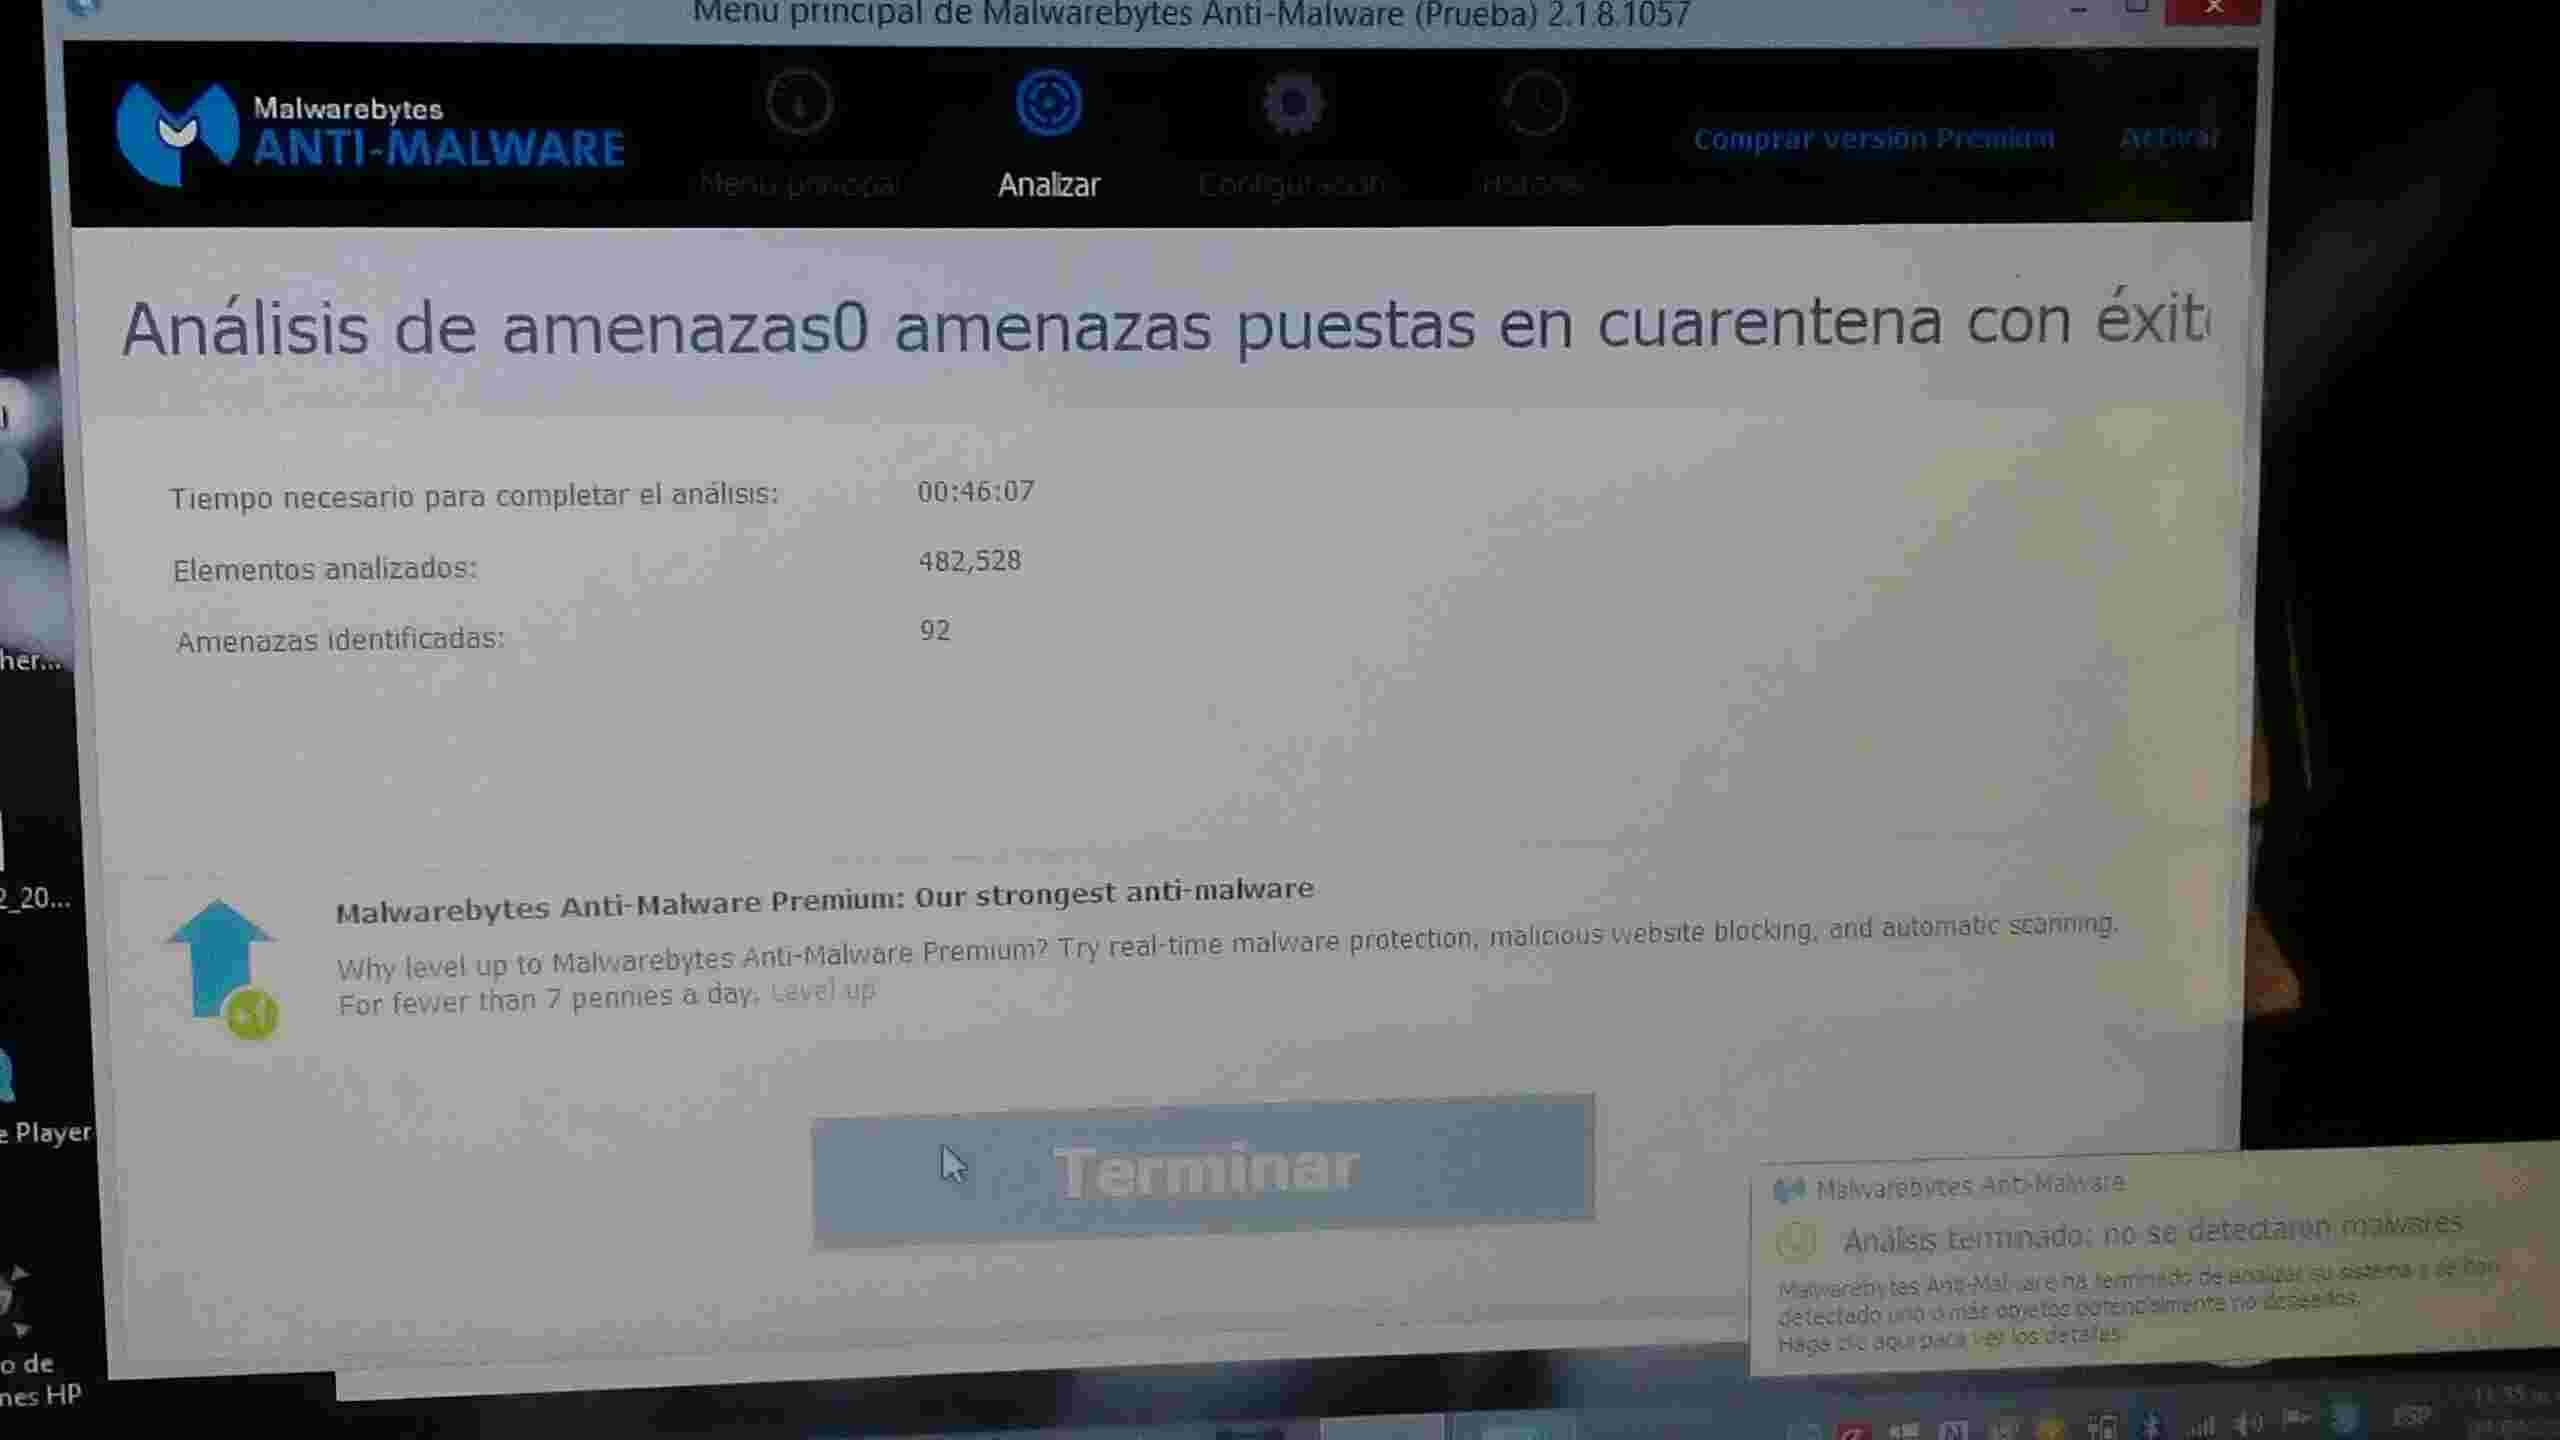 Menú principal de Malwarebytes Anti-Malware (Prueba) 2.1.8.1057
Malwarebytes
ANTI-MALWARE
Menú principal
Analizar
Configuración
Historial
Comprar versión Premium
Activar
Análisis de amenazas0 amenazas puestas en cuarentena con éxito
Tiempo necesario para completar el análisis: 00:46:07
Elementos analizados: 482,528
Amenazas identificadas: 92
her...
2_20...
Malwarebytes Anti-Malware Premium: Our strongest anti-malware
Why level up to Malwarebytes Anti-Malware Premium? Try real-time malware protection, malicious website blocking, and automatic scanning.
For fewer than 7 pennies a day. Level up
e Player
Terminar
Malwarebytes Anti-Malware
Análisis terminado: no se detectaron malwares
Malwarebytes Anti-Malware ha terminado de analizar su sistema y se han
detectado uno o más objetos potencialmente no deseados.
Haga clic aquí para ver los detalles.
o de
nes HP
ESP